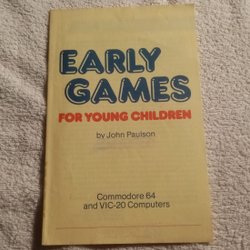 EARLY
GAMES
FOR YOUNG CHILDREN
by John Paulson
Commodore 64
and VIC-20 Computers